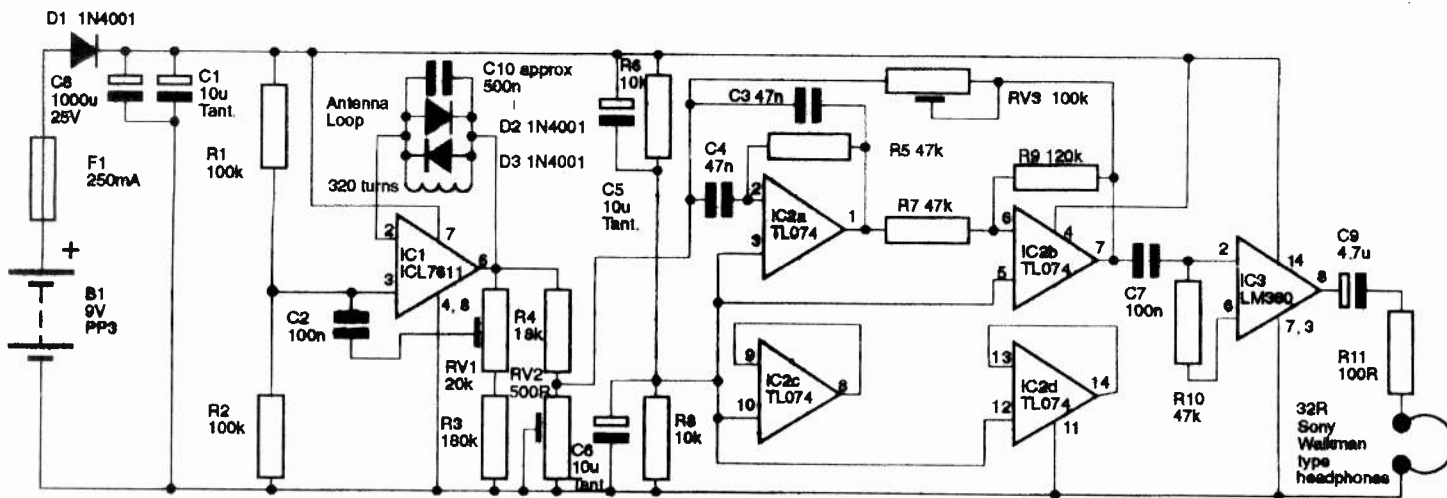 D1 1N4001
C8
1000u
25V
C1
10u
Tant.
F1
250mA
+
B1
9V
PP3
R1
100k
R2
100k
Antenna
Loop
C10 approx
500n
D2 1N4001
D3 1N4001
320 turns
2
3
7
6
4, 8
IC1
ICL7611
C2
100n
RV1
20k
R3
180k
R4
18k
RV2
500R
R6
10k
C5
10u
Tant.
C6
10u
Tant
R8
10k
C3 47n
C4
47n
R5 47k
2
3
1
IC2a
TL074
R7 47k
RV3 100k
R9 120k
6
5
4
7
IC2b
TL074
9
10
8
IC2c
TL074
13
12
14
11
IC2d
TL074
C7
100n
R10
47k
2
6
14
8
7, 3
IC3
LM380
C9
4.7u
R11
100R
32R
Sony
Walkman
type
headphones